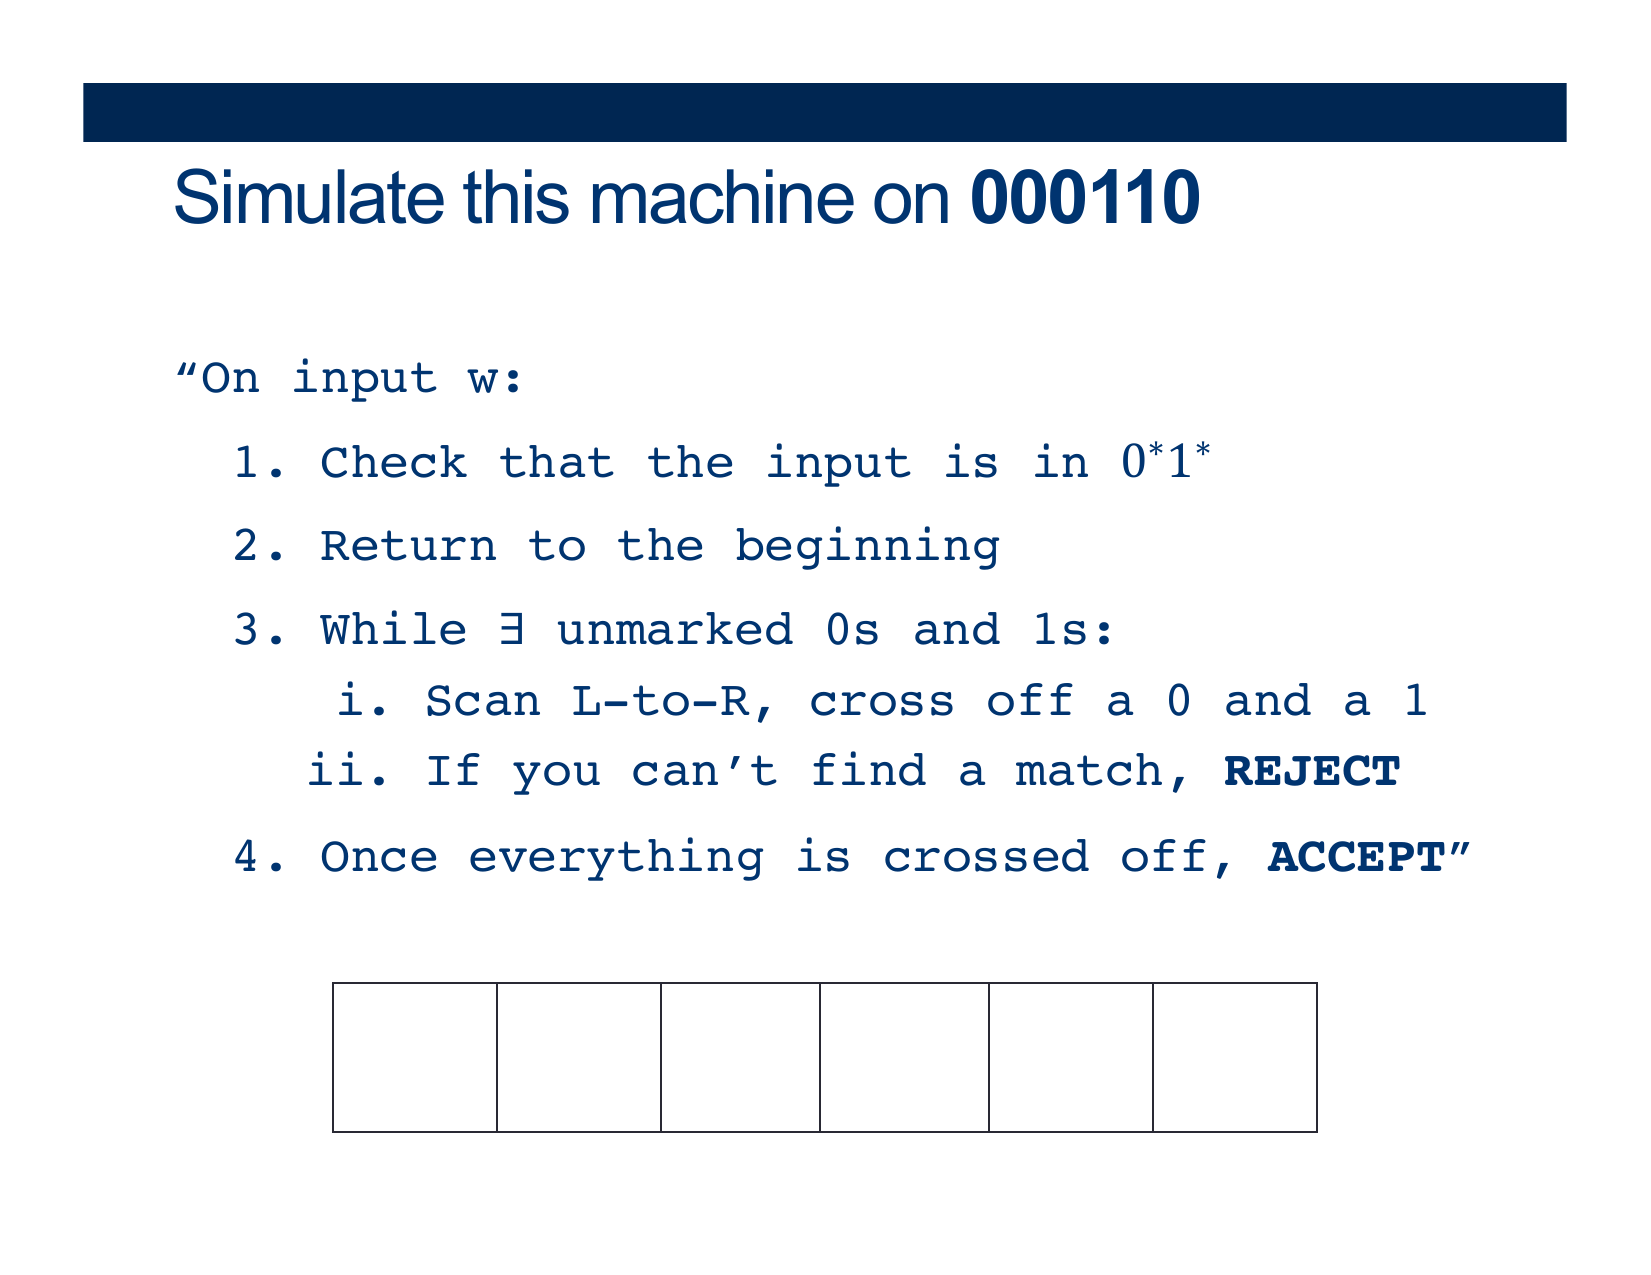 Simulate this machine on 000110
“On input w:
1. Check that the input is in 0*1*
2. Return to the beginning
3. While ∃ unmarked 0s and 1s:
i. Scan L-to-R, cross off a 0 and a 1
ii. If you can’t find a match, REJECT
4. Once everything is crossed off, ACCEPT”